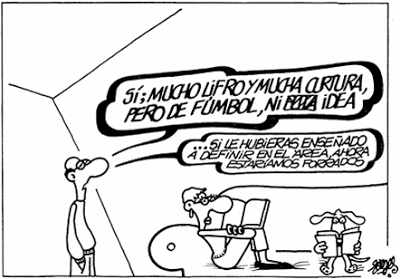 SÍ; MUCHO LIFRO Y MUCHA CURTURA,
PERO DE FÚMBOL, NI PUTA IDEA
...SI LE HUBIERAS ENSEÑADO
A DEFINIR EN EL ÁREA, AHORA
ESTARÍAMOS FORRADOS